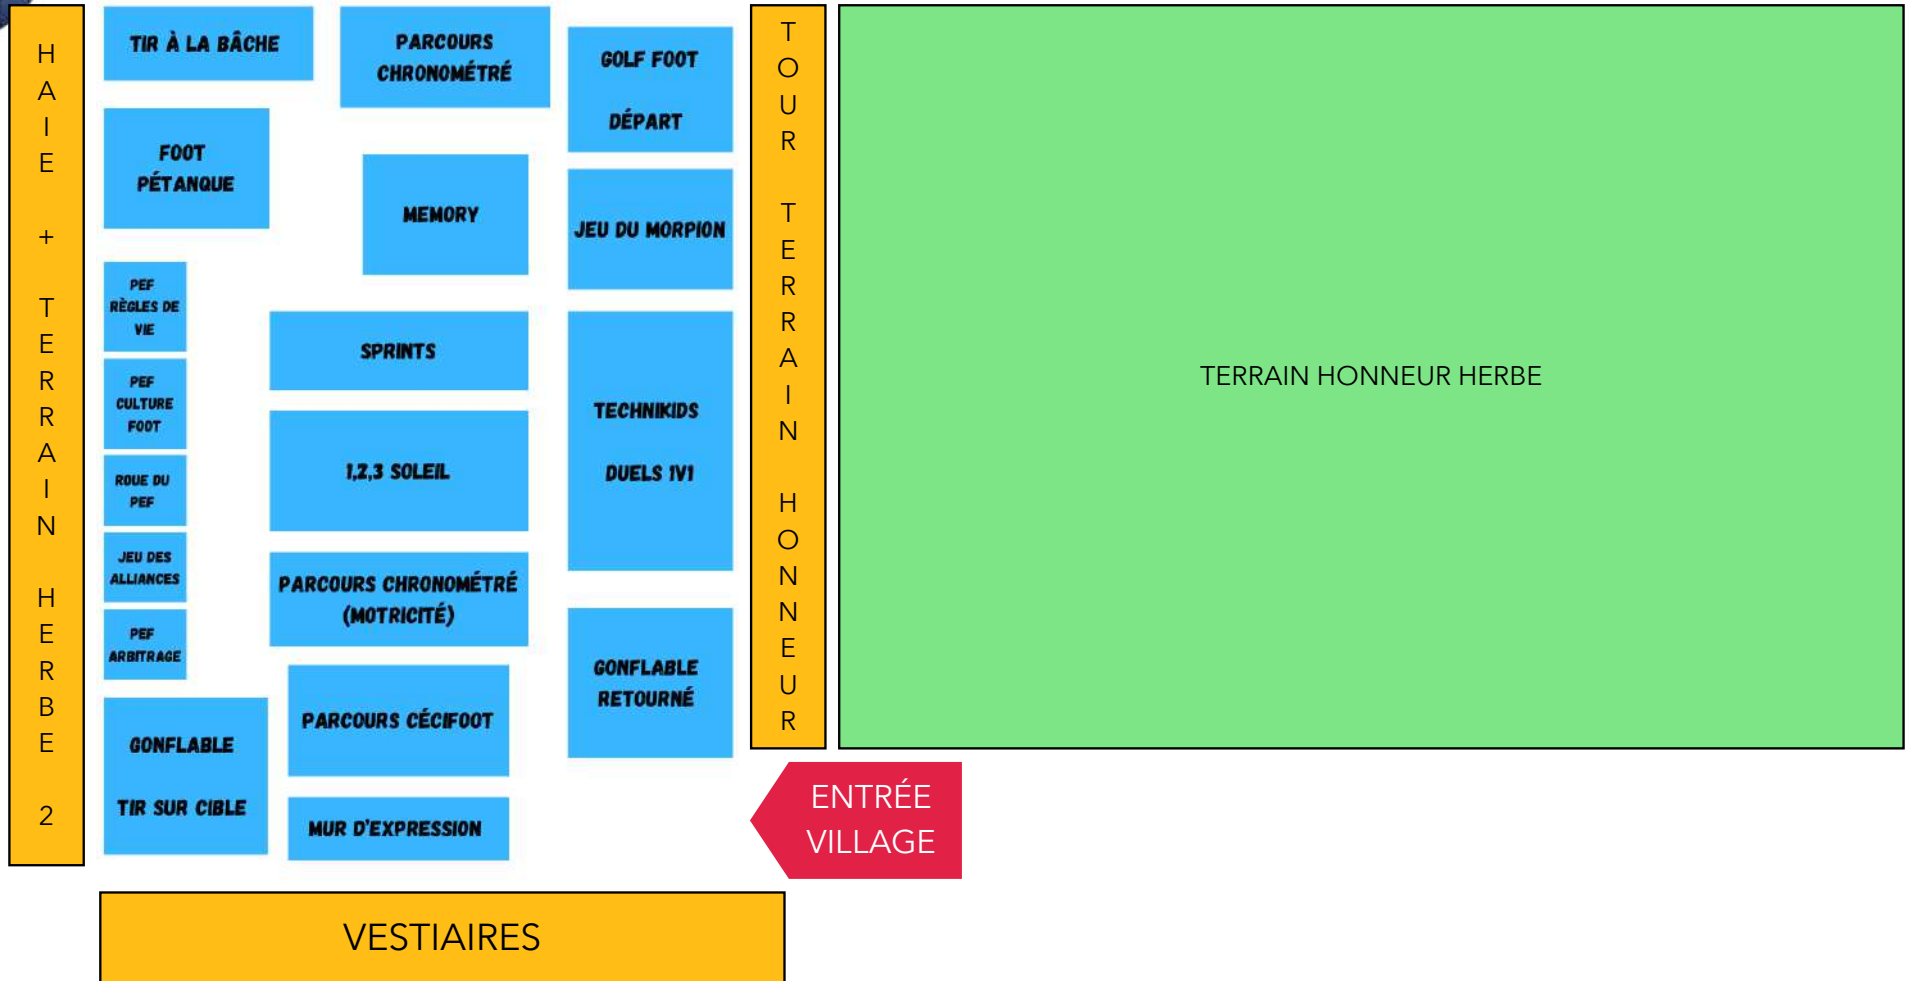 HAIE + TERRAIN HERBE 2
TIR À LA BÂCHE
PARCOURS
CHRONOMÉTRÉ
GOLF FOOT
DÉPART
FOOT
PÉTANQUE
MEMORY
JEU DU MORPION
PEF
RÈGLES DE
VIE
SPRINTS
PEF
CULTURE
FOOT
TECHNIKIDS
DUELS 1V1
1,2,3 SOLEIL
ROUE DU
PEF
JEU DES
ALLIANCES
PARCOURS CHRONOMÉTRÉ
(MOTRICITÉ)
PEF
ARBITRAGE
GONFLABLE
RETOURNÉ
PARCOURS CÉCIFOOT
GONFLABLE
TIR SUR CIBLE
MUR D'EXPRESSION
TOUR TERRAIN HONNEUR
TERRAIN HONNEUR HERBE
ENTRÉE
VILLAGE
VESTIAIRES